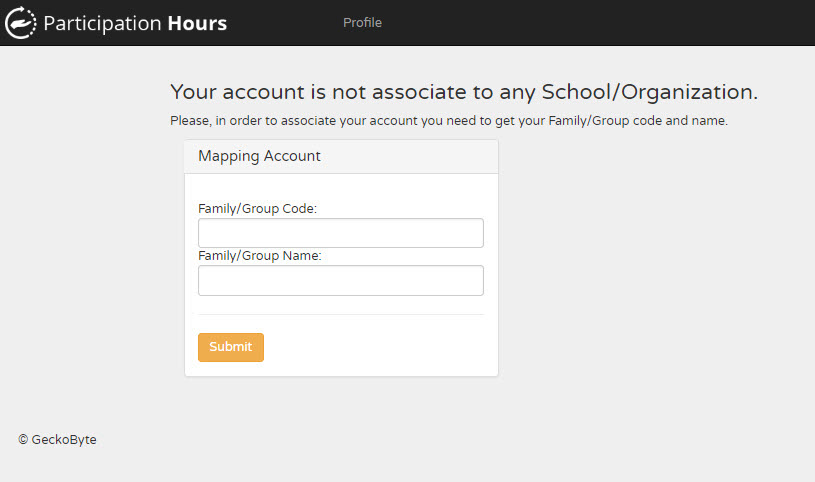 Participation Hours
Profile
Your account is not associate to any School/Organization.
Please, in order to associate your account you need to get your Family/Group code and name.
Mapping Account
Family/Group Code:
Family/Group Name:
Submit
© GeckoByte